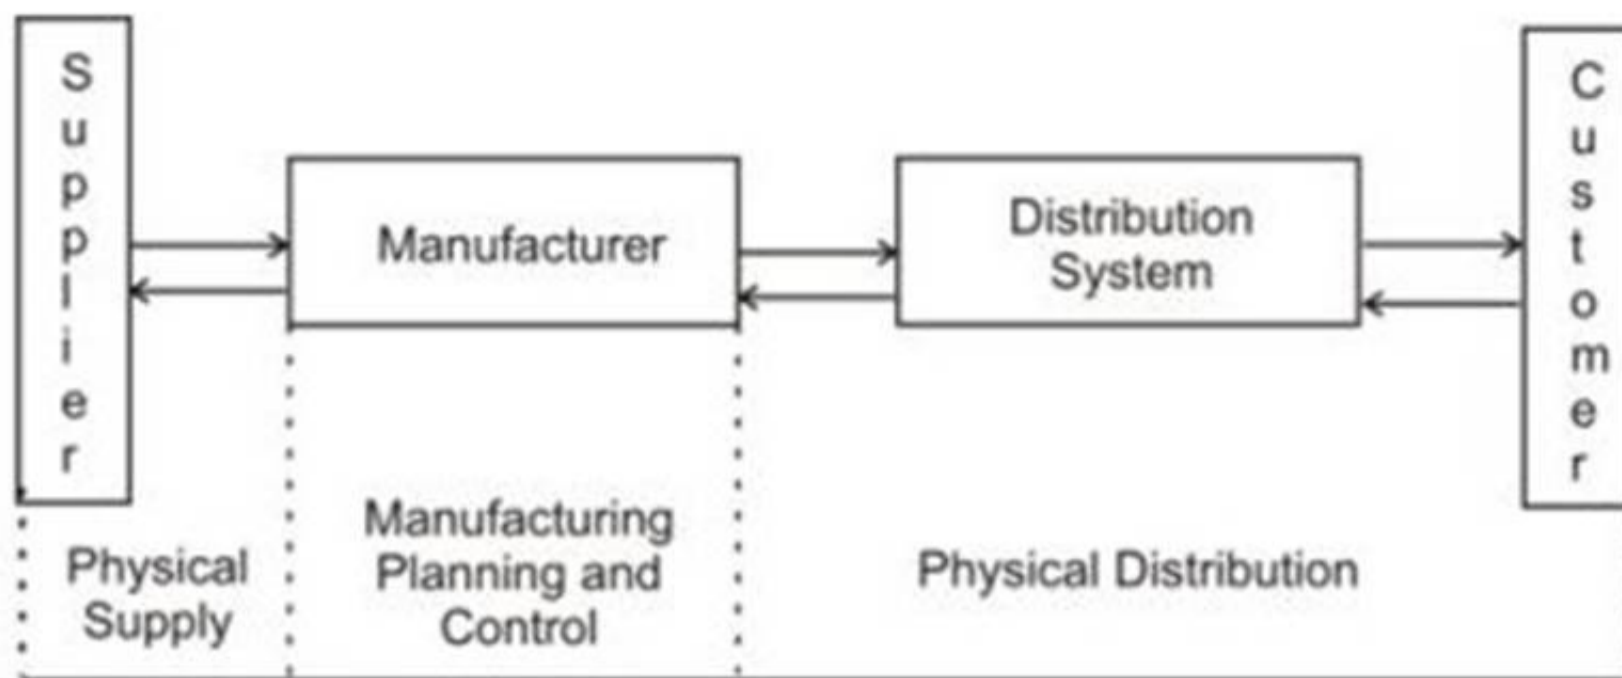 Supplier
Manufacturer
Distribution
System
Customer
Physical
Supply
Manufacturing
Planning and
Control
Physical Distribution